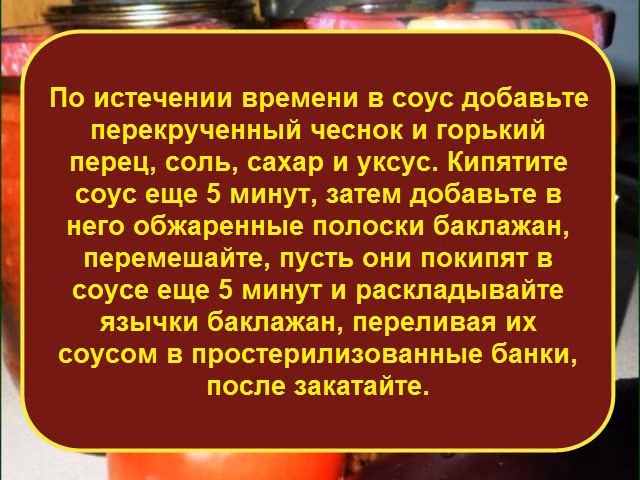 По истечении времени в соус добавьте
перекрученный чеснок и горький
перец, соль, сахар и уксус. Кипятите
соус еще 5 минут, затем добавьте в
него обжаренные полоски баклажан,
перемешайте, пусть они покипят в
соусе еще 5 минут и раскладывайте
язычки баклажан, переливая их
соусом в простерилизованные банки,
после закатайте.